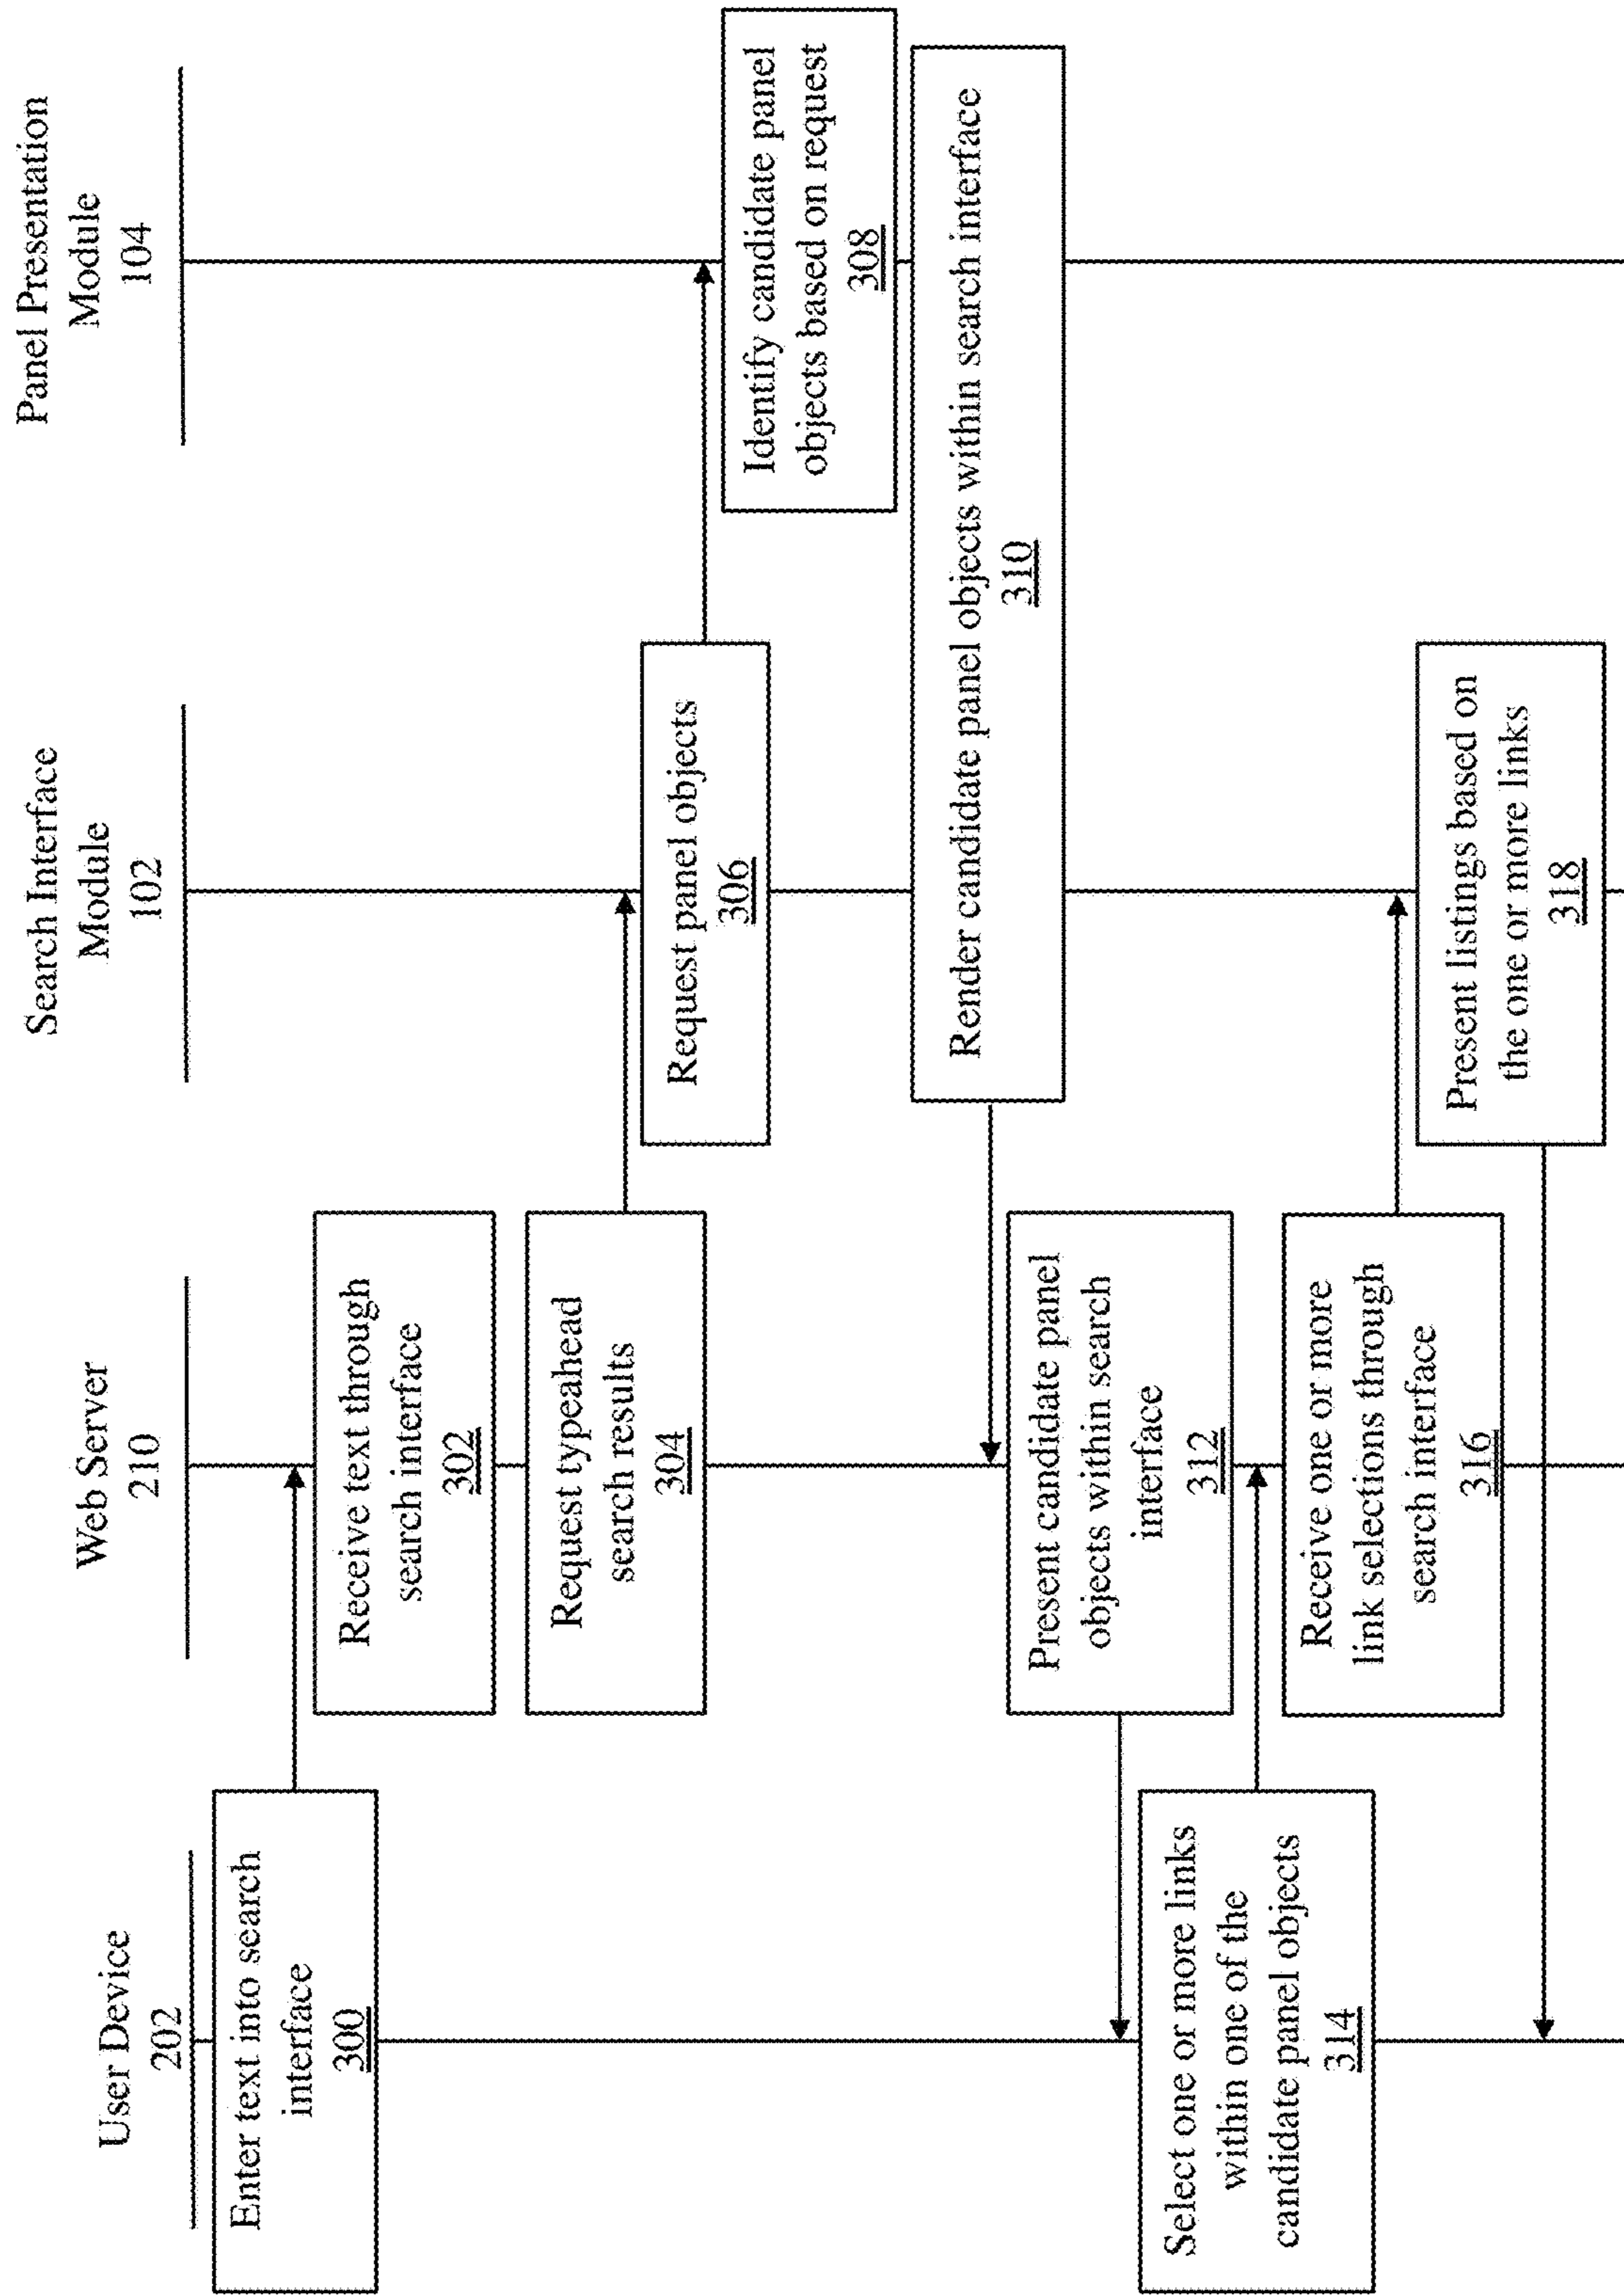 User Device
202
Web Server
210
Search Interface
Module
102
Panel Presentation
Module
104
Enter text into search
interface
300
Receive text through
search interface
302
Request typeahead
search results
304
Request panel objects
306
Identify candidate panel
objects based on request
308
Render candidate panel objects within search interface
310
Present candidate panel
objects within search
interface
312
Select one or more links
within one of the
candidate panel objects
314
Receive one or more
link selections through
search interface
316
Present listings based on
the one or more links
318